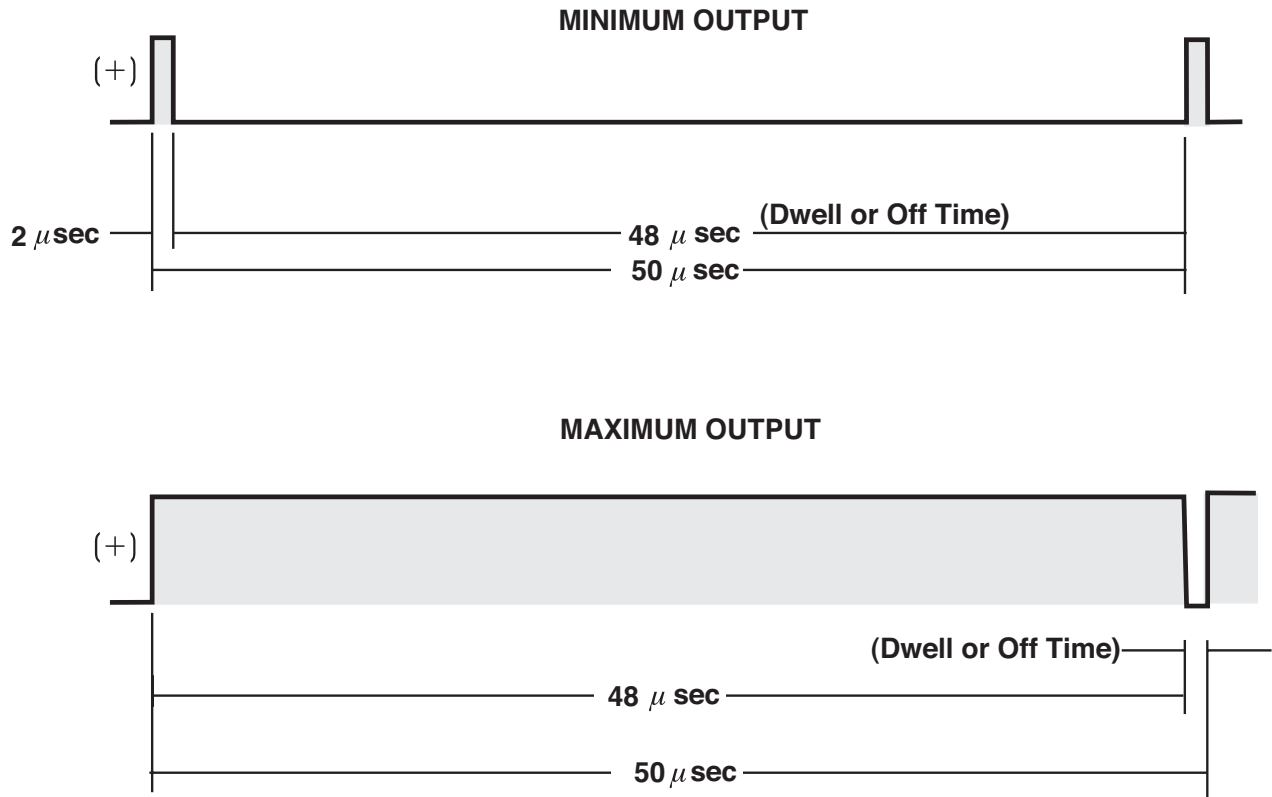 MINIMUM OUTPUT
(+)
(Dwell or Off Time)
2 μsec
48 μ sec
50 μ sec
MAXIMUM OUTPUT
(+)
(Dwell or Off Time)
48 μ sec
50 μ sec